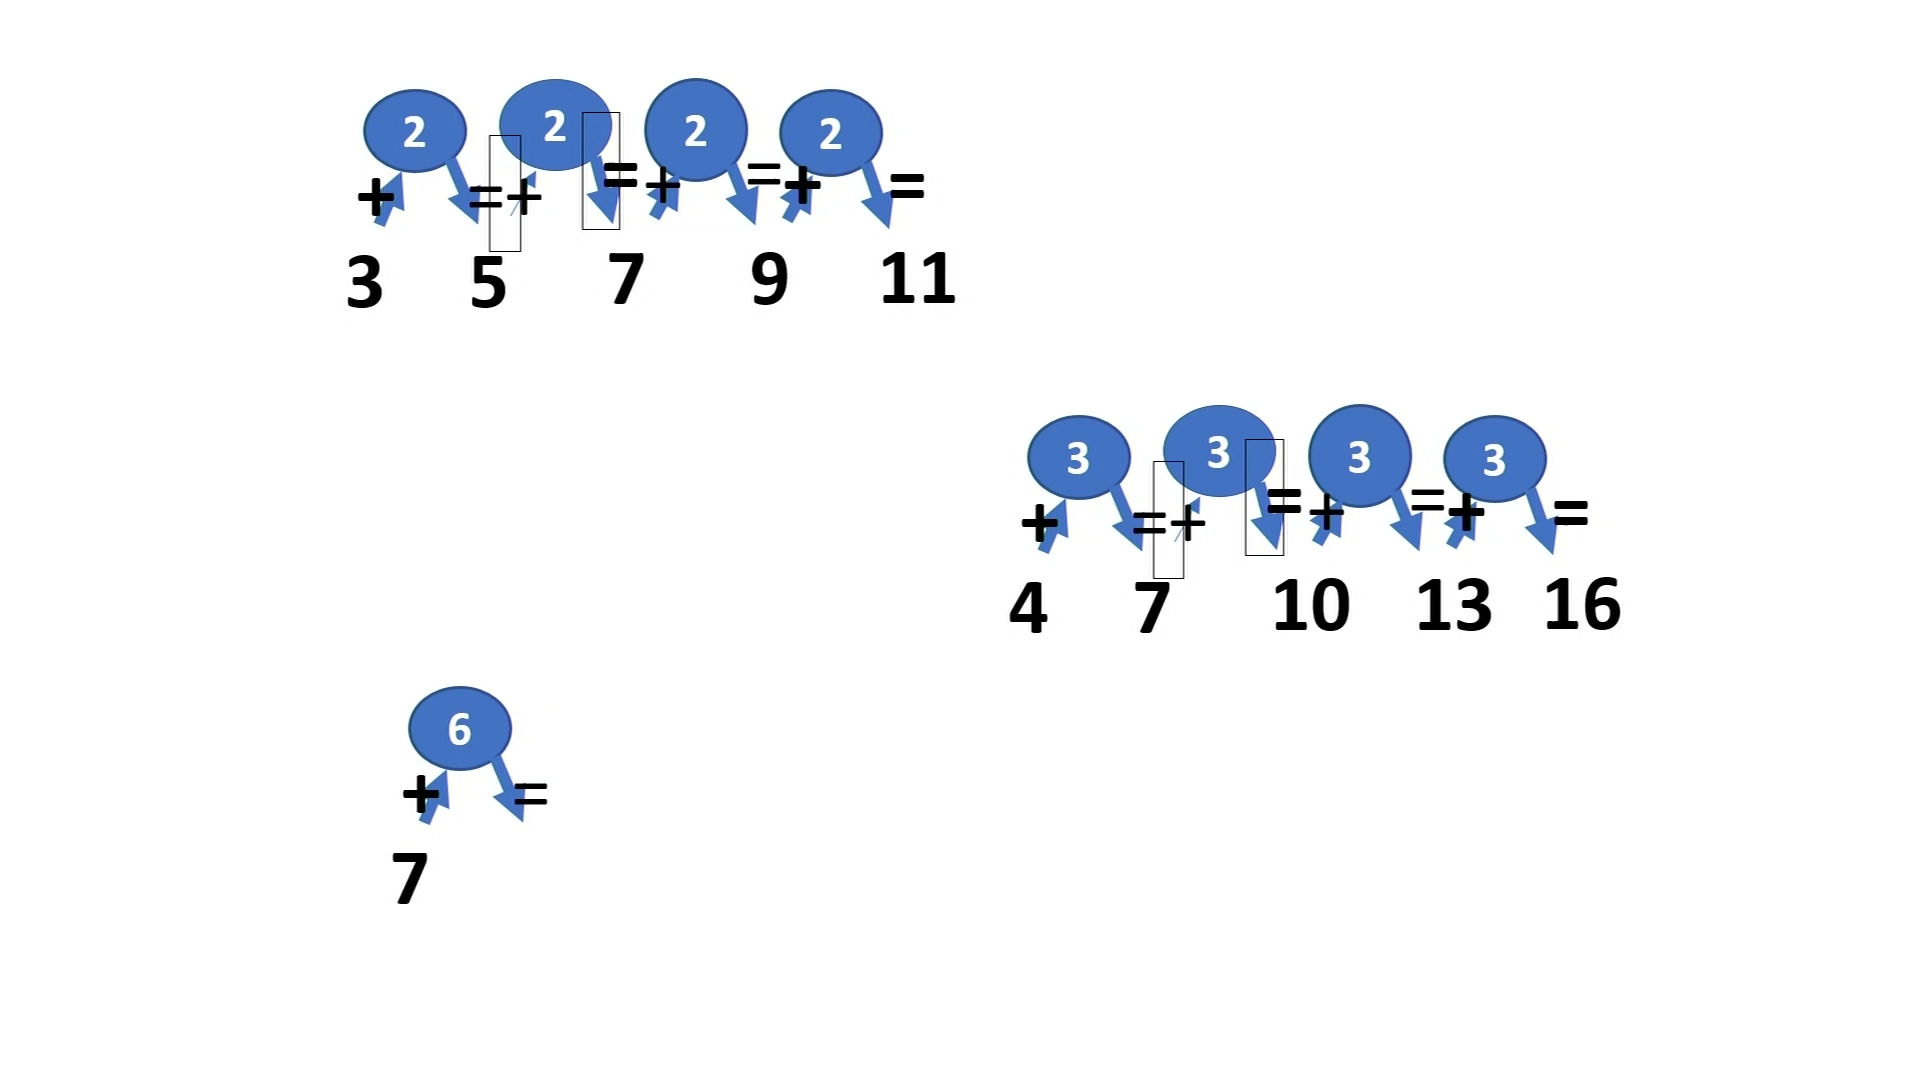 2 2 2 2
+ = + = + = + =
3 5 7 9 11
3 3 3 3
+ = + = + = + =
4 7 10 13 16
6
+ =
7